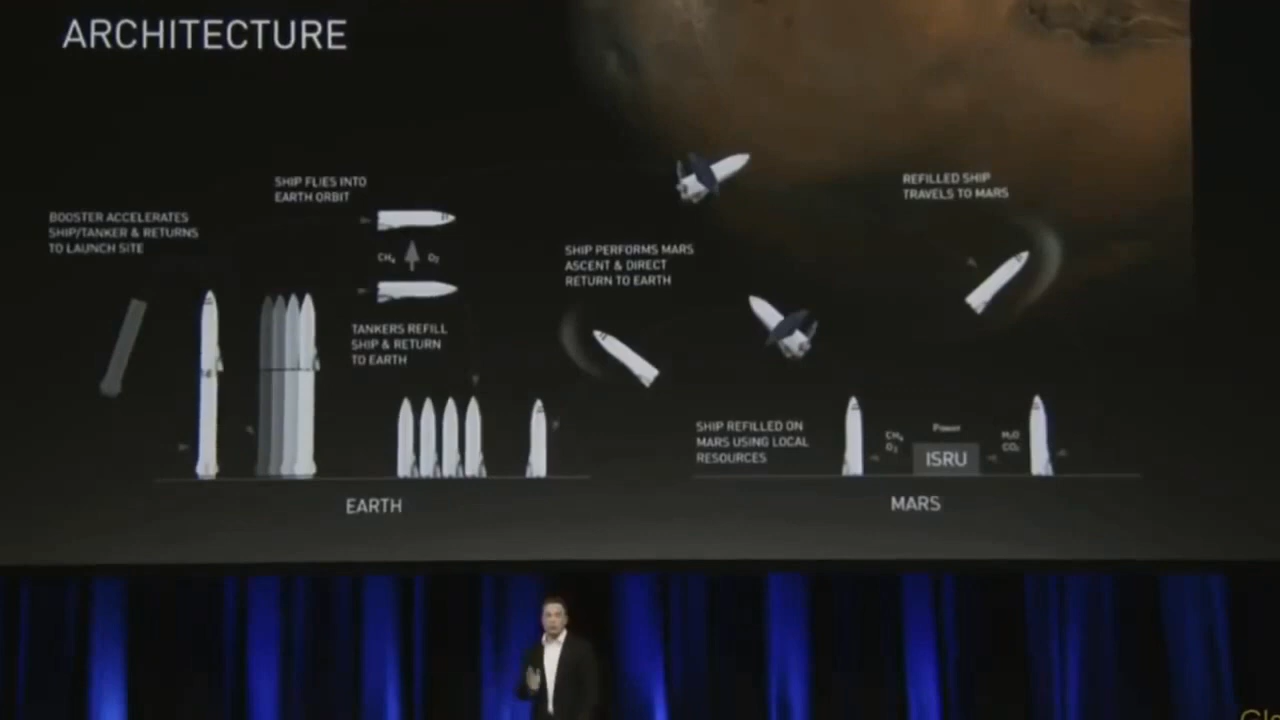 ARCHITECTURE
SHIP FLIES INTO
EARTH ORBIT
BOOSTER ACCELERATES
SHIP/TANKER & RETURNS
TO LAUNCH SITE
CH₄ O₂
TANKERS REFILL
SHIP & RETURN
TO EARTH
EARTH
SHIP PERFORMS MARS
ASCENT & DIRECT
RETURN TO EARTH
REFILLED SHIP
TRAVELS TO MARS
SHIP REFILLED ON
MARS USING LOCAL
RESOURCES
CH₄
O₂
Power
ISRU
H₂O
CO₂
MARS